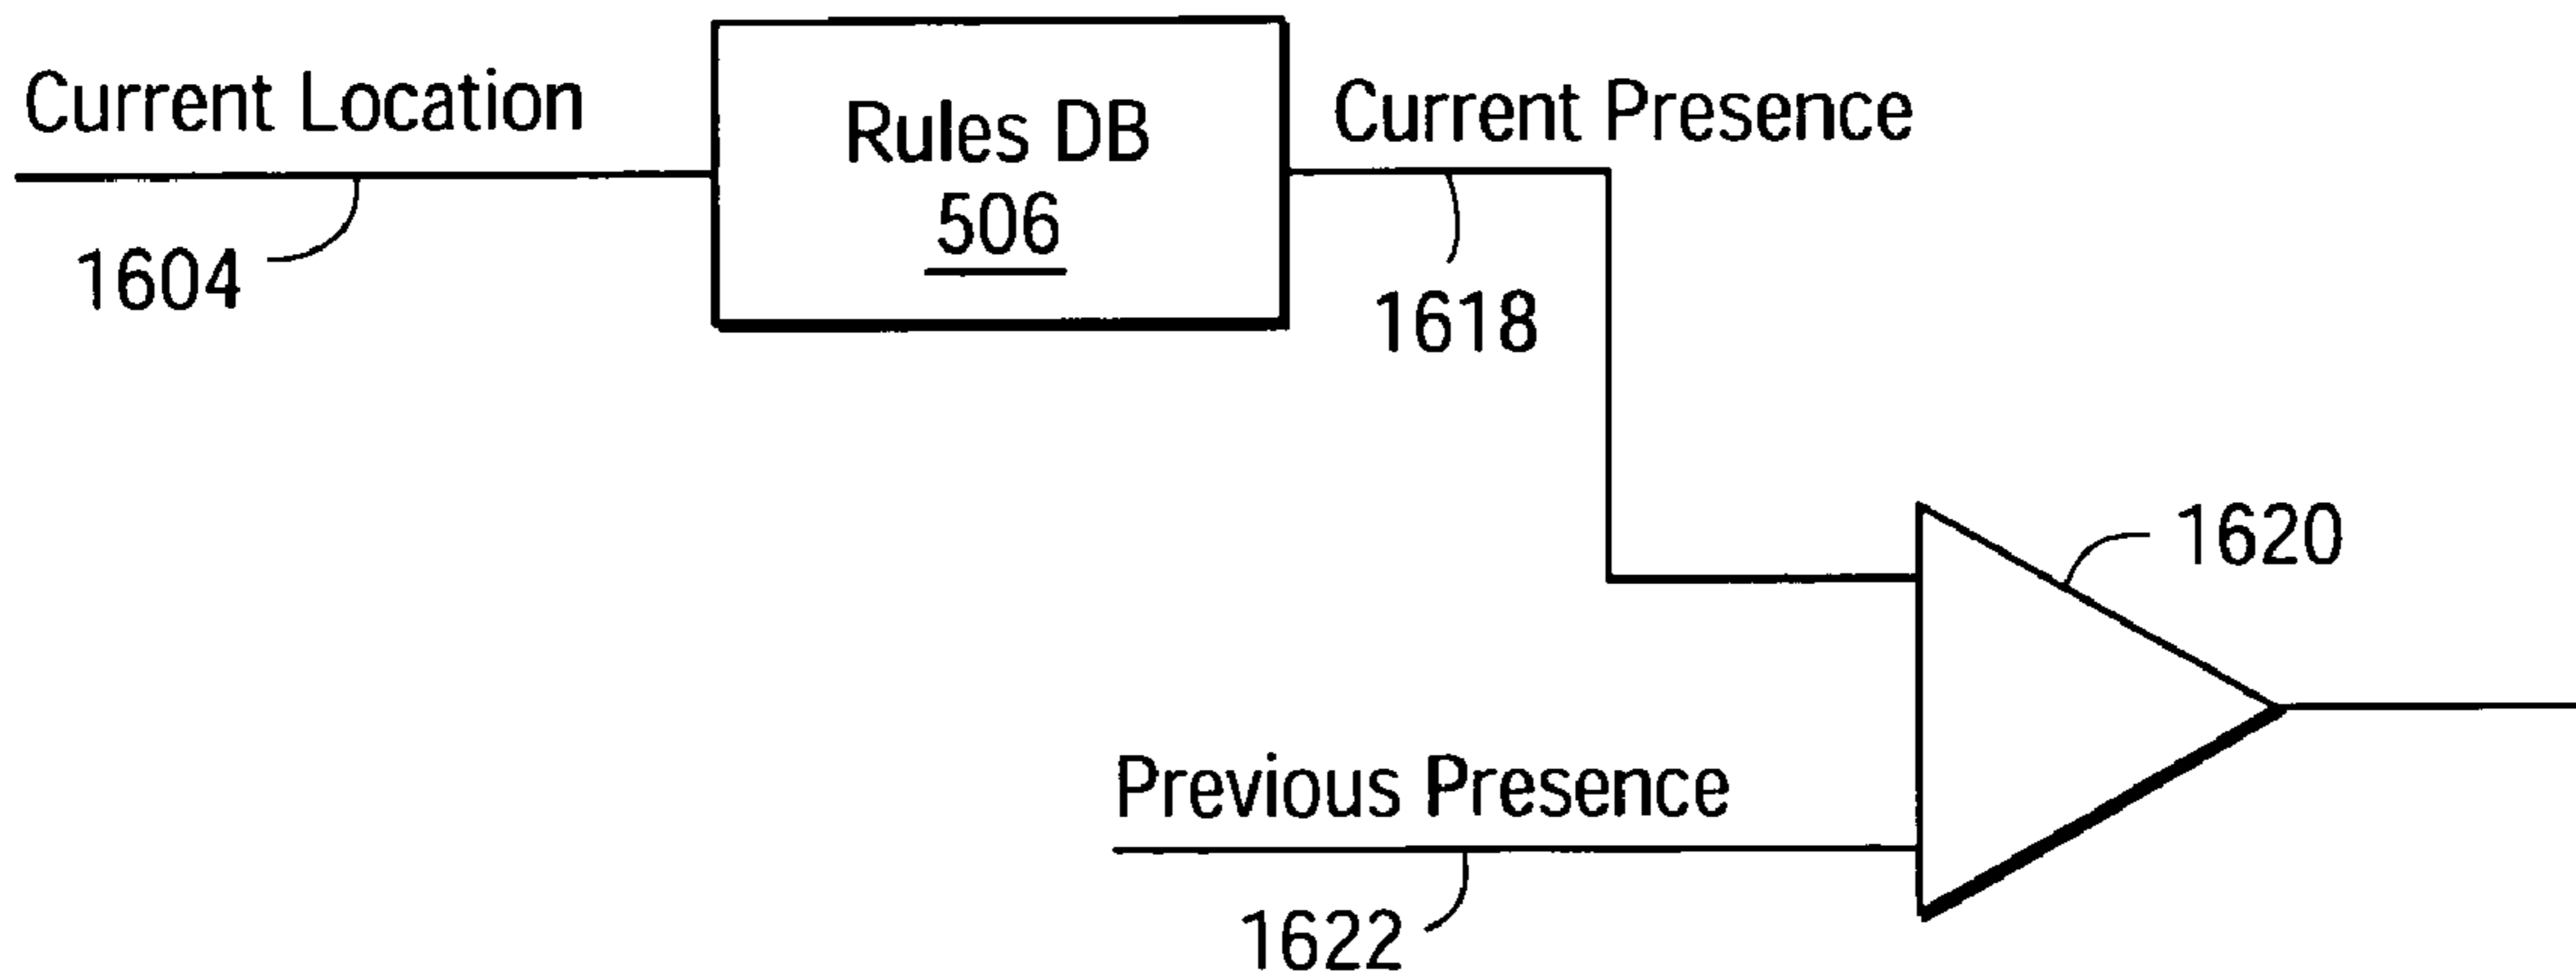 Current Location
1604
Rules DB
506
Current Presence
1618
1620
Previous Presence
1622